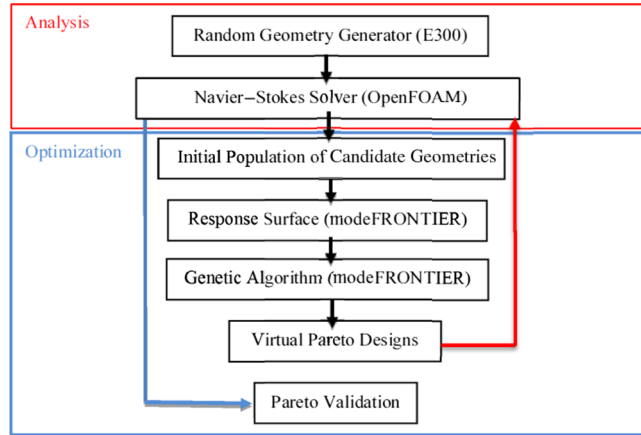 Analysis
Random Geometry Generator (E300)
Navier−Stokes Solver (OpenFOAM)
Optimization
Initial Population of Candidate Geometries
Response Surface (modeFRONTIER)
Genetic Algorithm (modeFRONTIER)
Virtual Pareto Designs
Pareto Validation